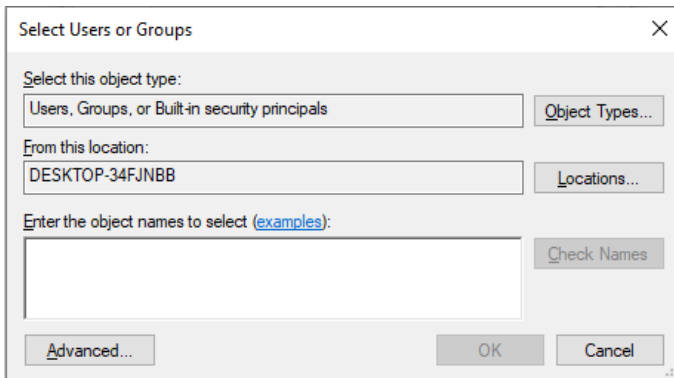 Select Users or Groups
Select this object type:
Users, Groups, or Built-in security principals
Object Types...
From this location:
DESKTOP-34FJNBB
Locations...
Enter the object names to select (examples):
Check Names
Advanced...
OK
Cancel